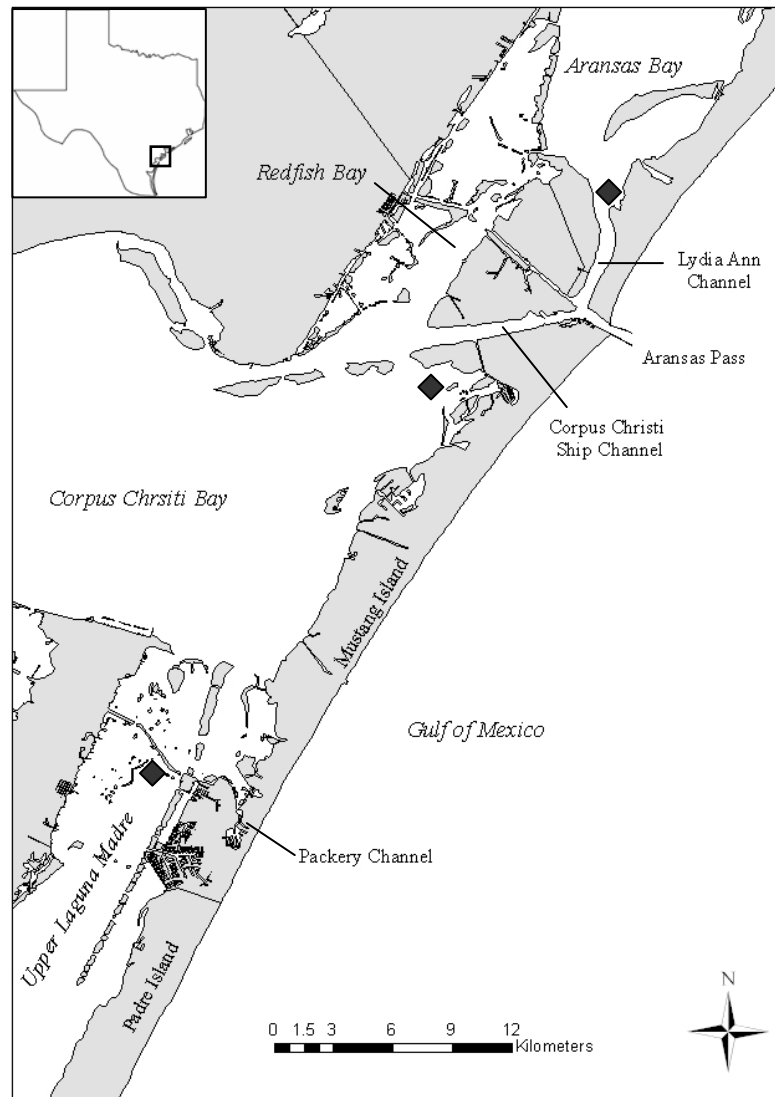 Aransas Bay
Redfish Bay
Lydia Ann
Channel
Aransas Pass
Corpus Christi
Ship Channel
Corpus Chrsiti Bay
Mustang Island
Gulf of Mexico
Packery Channel
Upper Laguna Madre
Padre Island
N
0 1.5 3 6 9 12
Kilometers